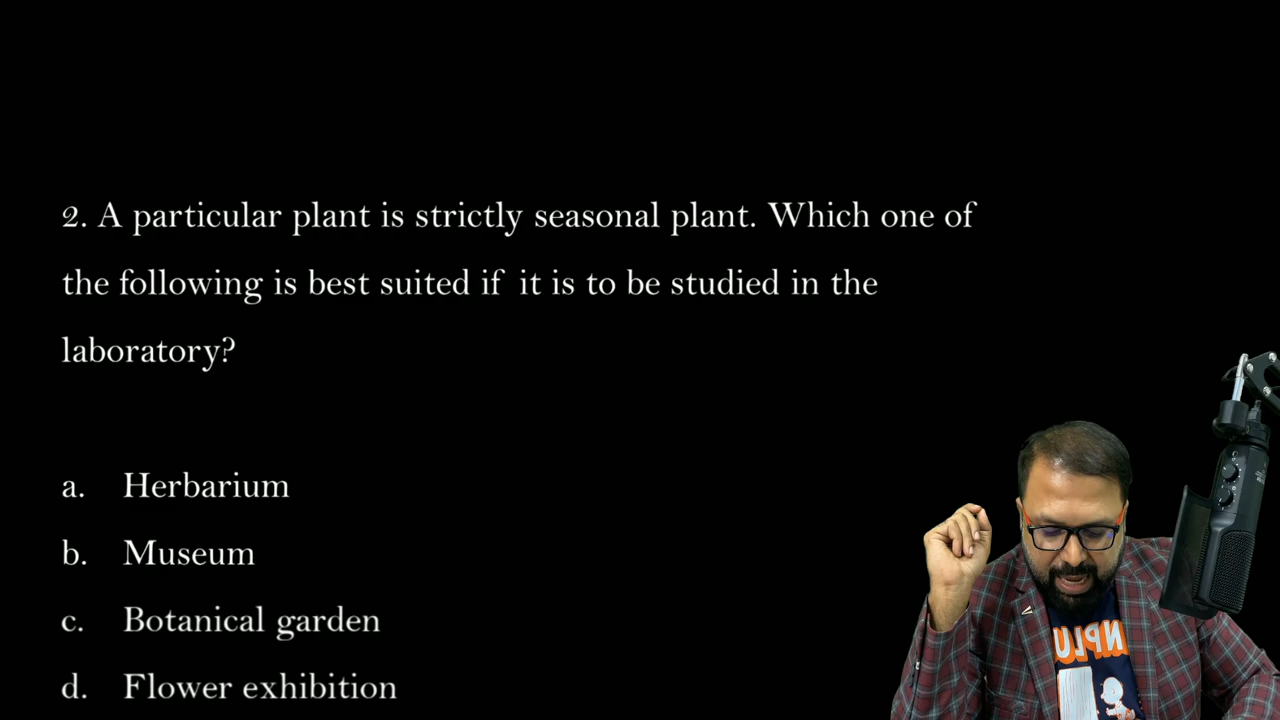 2. A particular plant is strictly seasonal plant. Which one of
the following is best suited if it is to be studied in the
laboratory?
a. Herbarium
b. Museum
c. Botanical garden
d. Flower exhibition